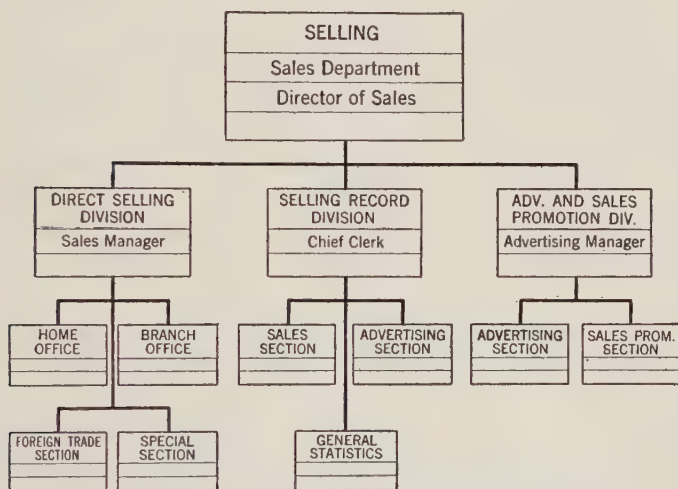 SELLING
Sales Department
Director of Sales
DIRECT SELLING
DIVISION
Sales Manager
SELLING RECORD
DIVISION
Chief Clerk
ADV. AND SALES
PROMOTION DIV.
Advertising Manager
HOME
OFFICE
BRANCH
OFFICE
SALES
SECTION
ADVERTISING
SECTION
ADVERTISING
SECTION
SALES PROM.
SECTION
FOREIGN TRADE
SECTION
SPECIAL
SECTION
GENERAL
STATISTICS